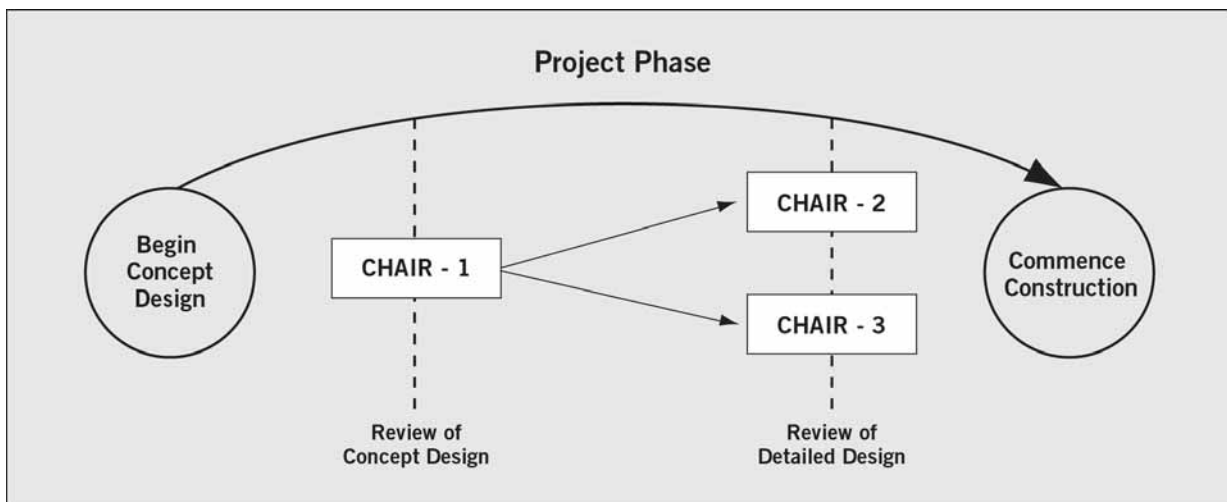 Project Phase
Begin
Concept
Design
CHAIR - 1
CHAIR - 2
CHAIR - 3
Commence
Construction
Review of
Concept Design
Review of
Detailed Design